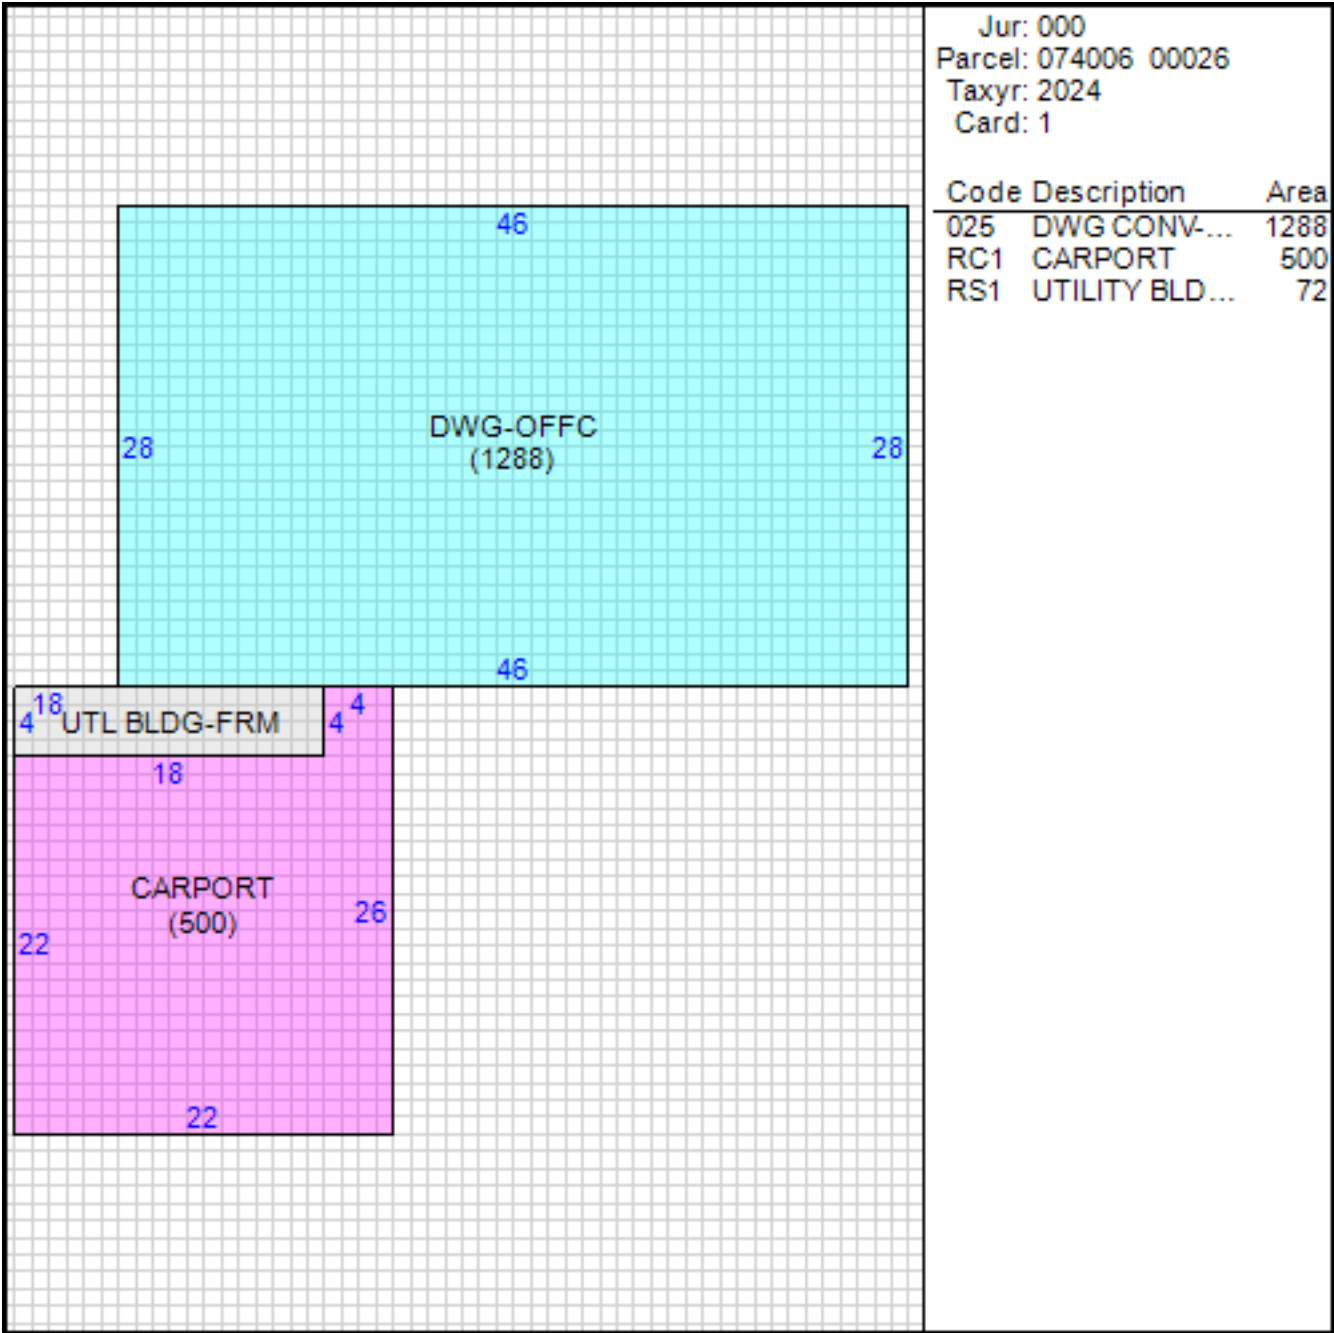 Jur: 000
Parcel: 074006 00026
Taxyr: 2024
Card: 1
Code Description Area
025 DWG CONV-... 1288
RC1 CARPORT 500
RS1 UTILITY BLD... 72
46
DWG-OFFC
(1288)
28
28
46
18
4
UTL BLDG-FRM
4
4
18
CARPORT
(500)
26
22
22